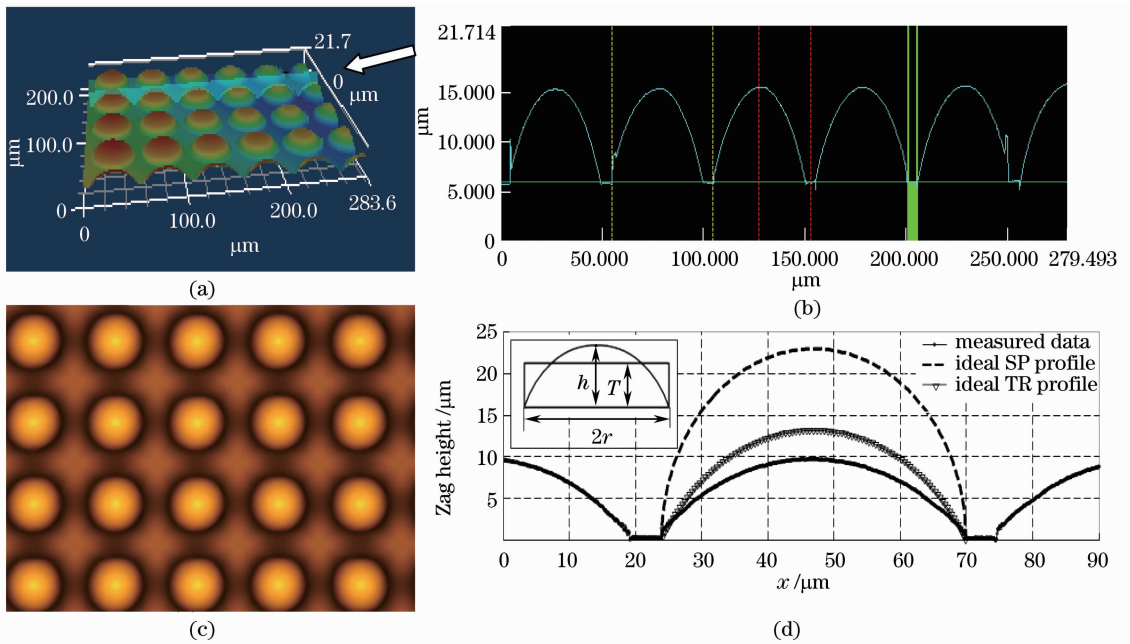 21.7
0
μm
200.0
μm
100.0
0
0
100.0
200.0
283.6
μm
(a)
21.714
15.000
μm
10.000
5.000
0
0
50.000
100.000
150.000
200.000
250.000
279.493
μm
(b)
(c)
25
20
15
10
5
Zag height /μm
h
T
2r
measured data
ideal SP profile
ideal TR profile
0
10
20
30
40
50
60
70
80
90
x /μm
(d)